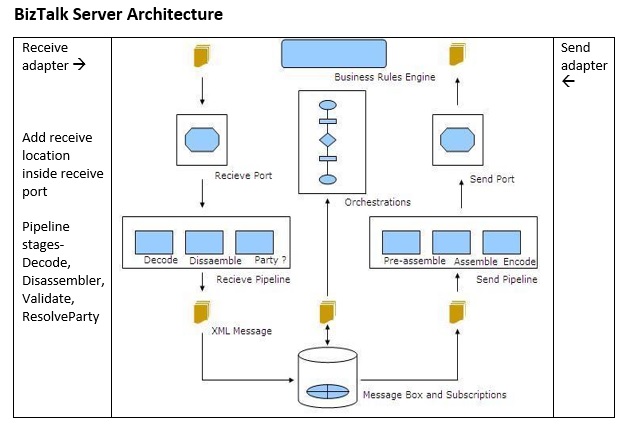 BizTalk Server Architecture
Receive
adapter →
Add receive
location
inside receive
port
Pipeline
stages-
Decode,
Disassembler,
Validate,
ResolveParty
Business Rules Engine
Recieve Port
Orchestrations
Send Port
Decode Dissaemble Party ?
Recieve Pipeline
Pre-assemble Assemble Encode
Send Pipeline
XML Message
Message Box and Subscriptions
Send
adapter
←